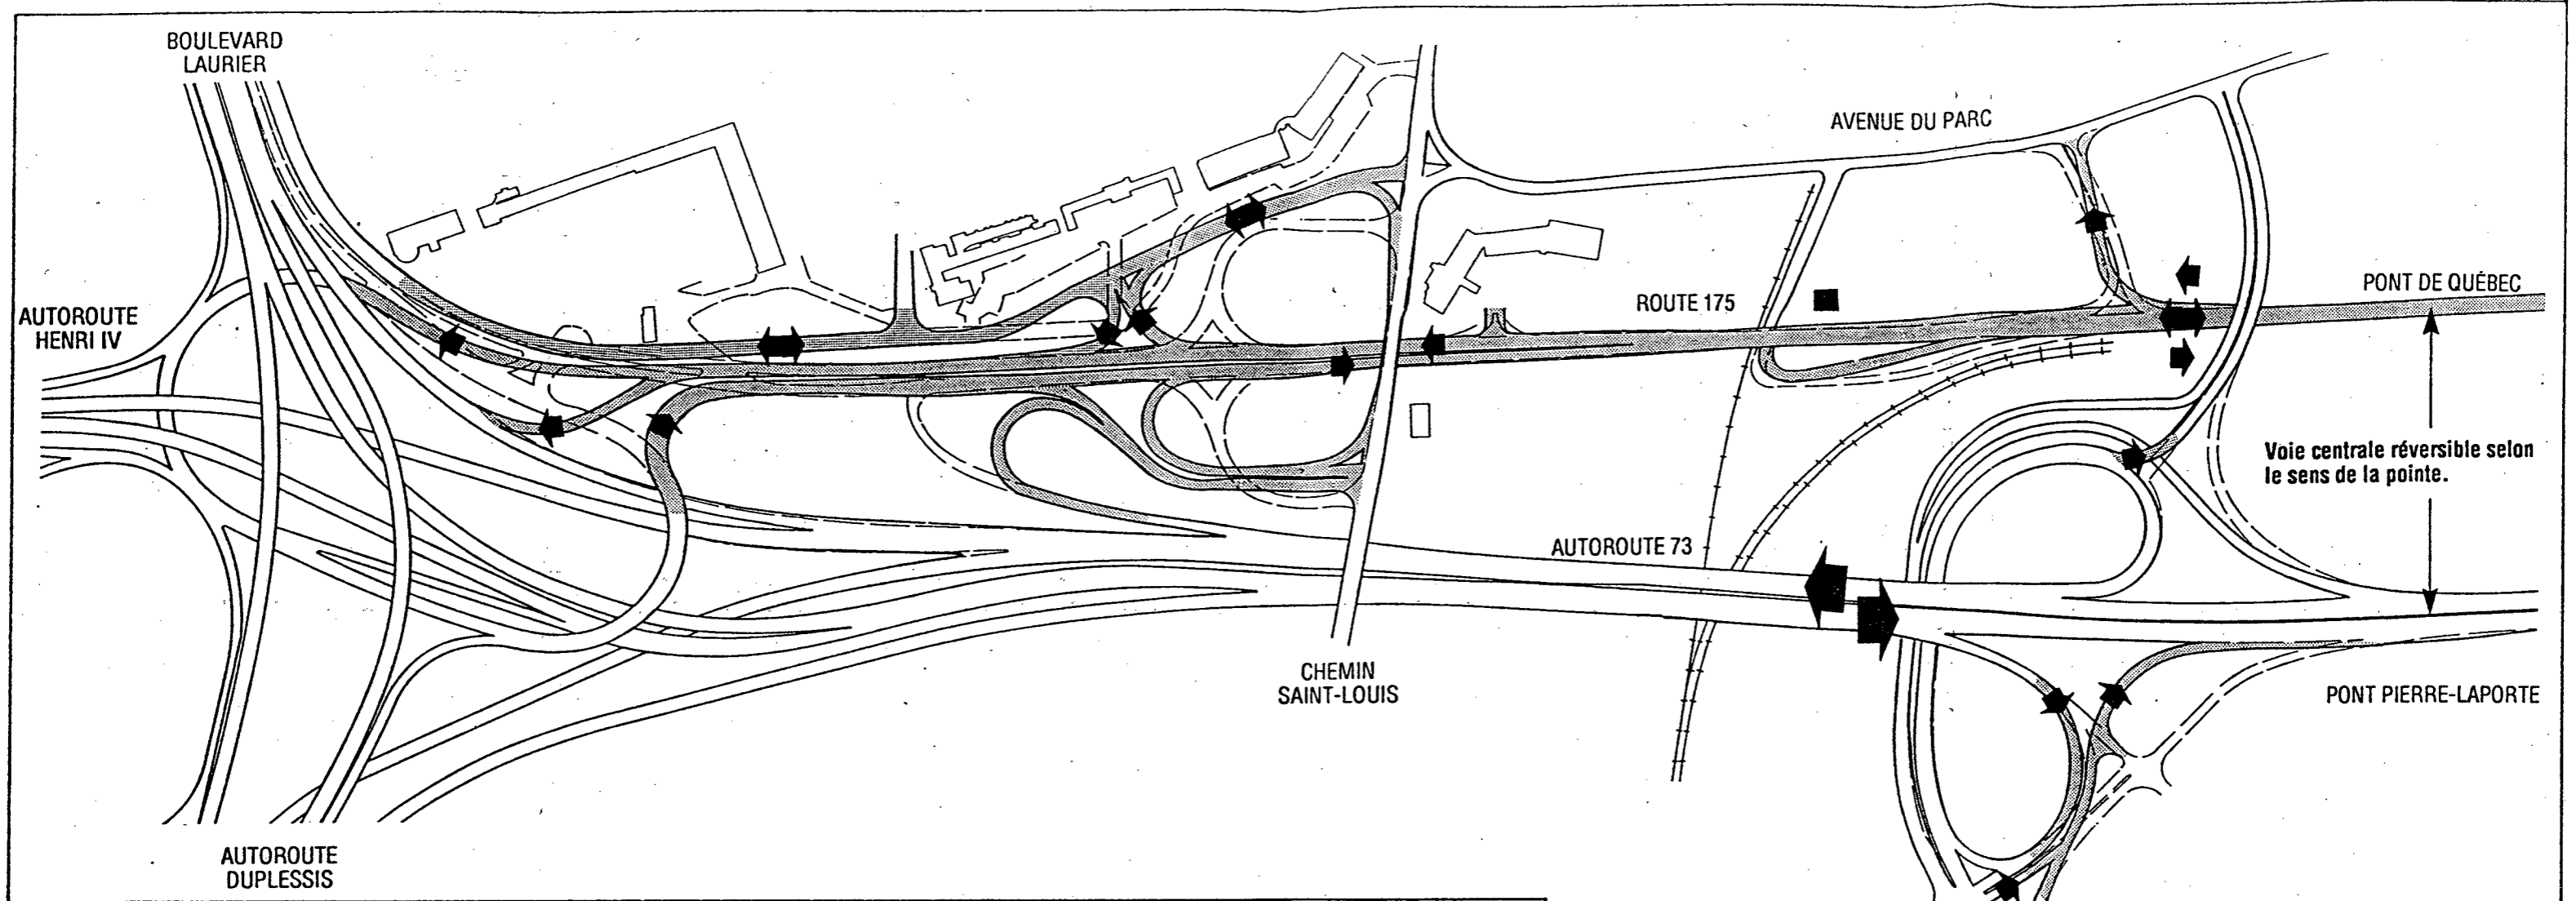 BOULEVARD
LAURIER
AVENUE DU PARC
PONT DE QUÉBEC
ROUTE 175
AUTOROUTE
HENRI IV
Voie centrale réversible selon
le sens de la pointe.
AUTOROUTE 73
CHEMIN
SAINT-LOUIS
PONT PIERRE-LAPORTE
AUTOROUTE
DUPLESSIS